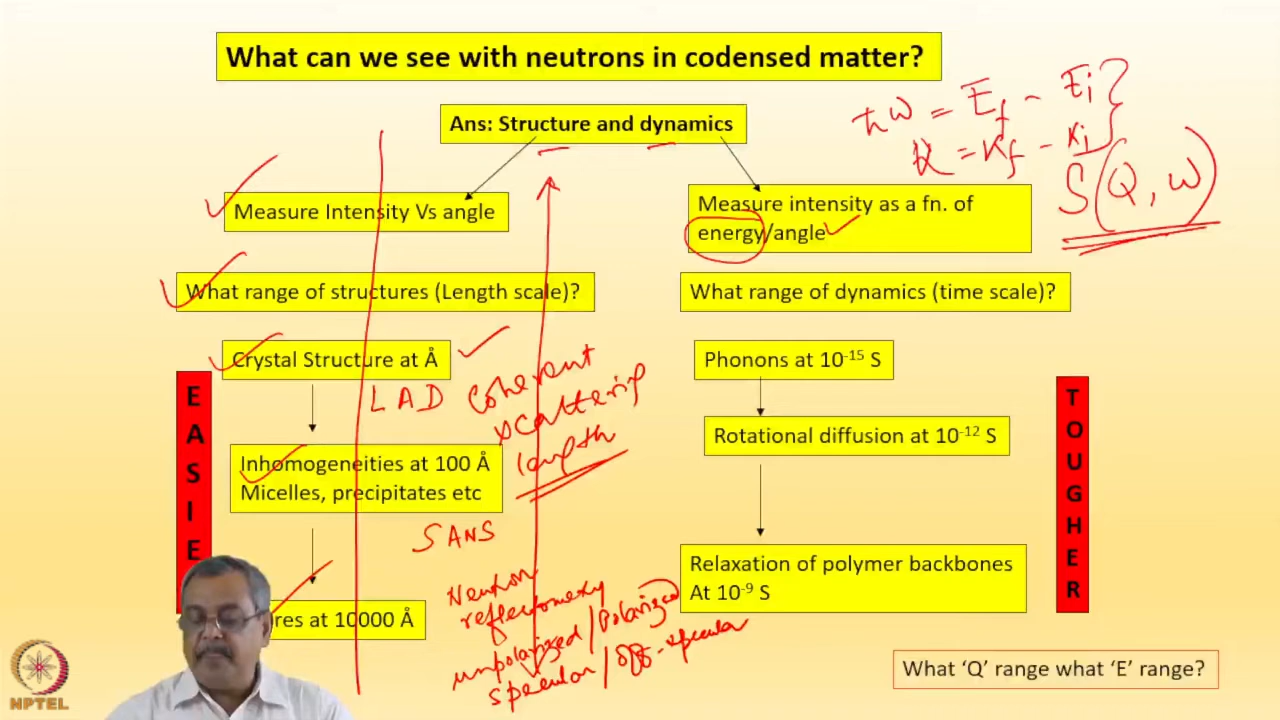 What can we see with neutrons in codensed matter?
Ans: Structure and dynamics
ħω = Ef - Ei
K = Kf - Ki
S(Q, ω)
Measure Intensity Vs angle
What range of structures (Length scale)?
Crystal Structure at Å
LAD
Coherent
scattering
length
Inhomogeneities at 100 Å
Micelles, precipitates etc
SANS
res at 10000 Å
Neutron
reflectometry
unpolarized/Polarized
specular/Off-specular
EASIE
Measure intensity as a fn. of
energy/angle
What range of dynamics (time scale)?
Phonons at 10⁻¹⁵ S
Rotational diffusion at 10⁻¹² S
Relaxation of polymer backbones
At 10⁻⁹ S
TOUGHER
What ‘Q’ range what ‘E’ range?
NPTEL